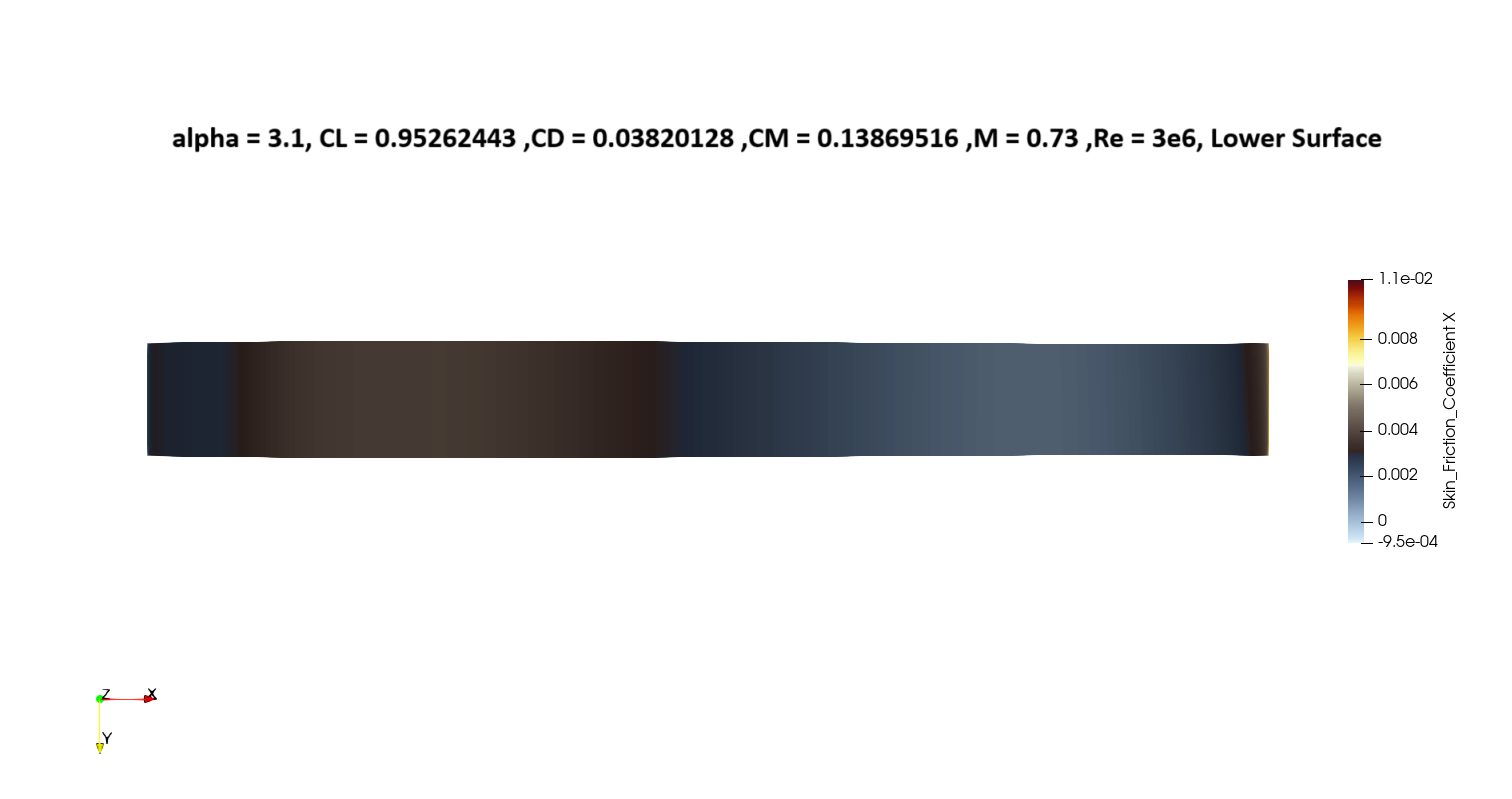 alpha = 3.1, CL = 0.95262443 ,CD = 0.03820128 ,CM = 0.13869516 ,M = 0.73 ,Re = 3e6, Lower Surface
1.1e-02
0.008
0.006
0.004
0.002
0
-9.5e-04
Skin_Friction_Coefficient X
Z X
Y